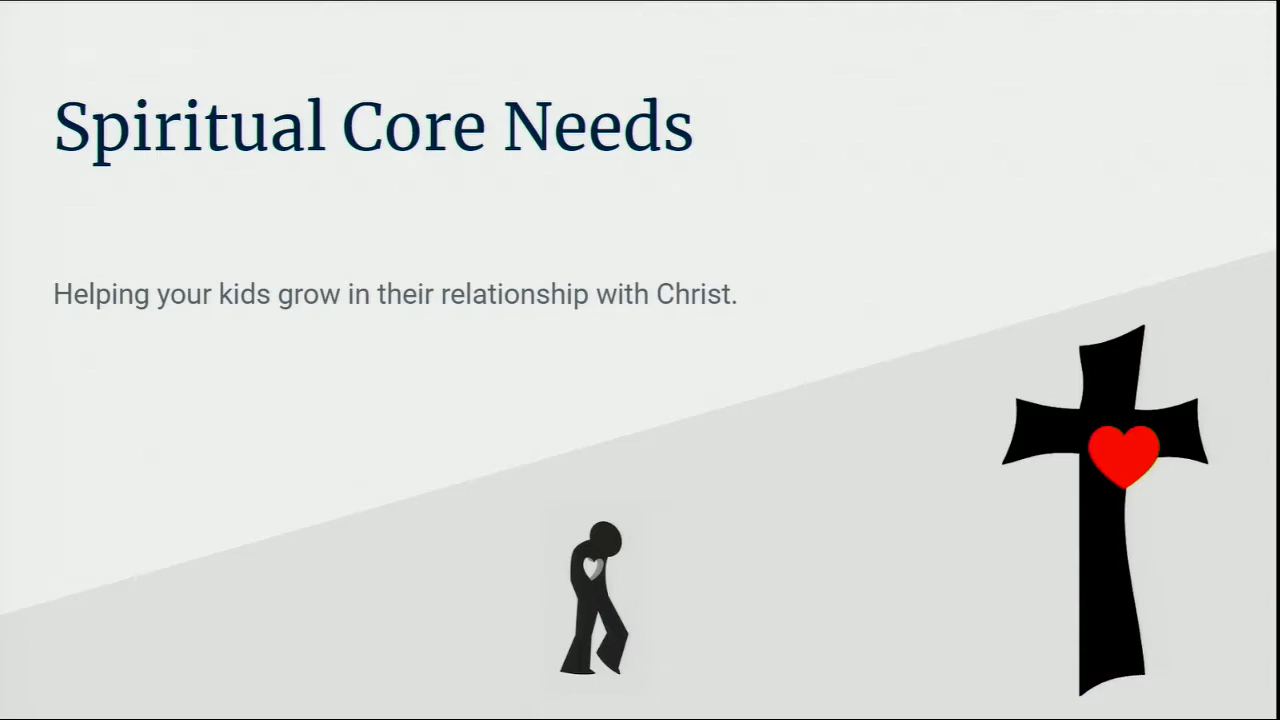 Spiritual Core Needs
Helping your kids grow in their relationship with Christ.